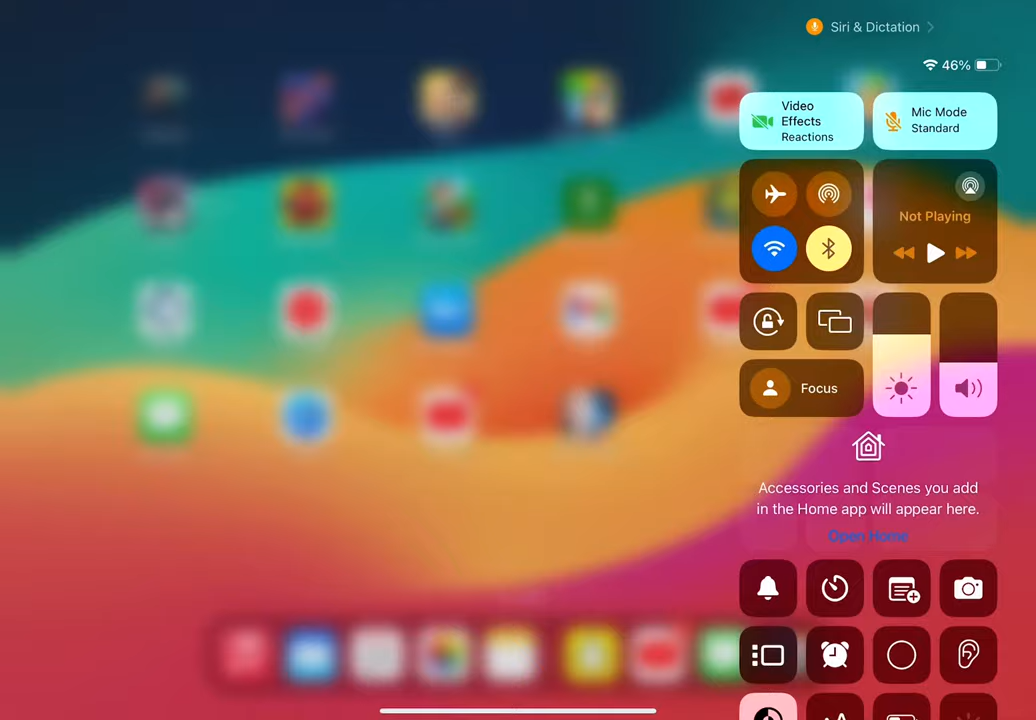 Siri & Dictation
46%
Video
Effects
Reactions
Mic Mode
Standard
Not Playing
Focus
Accessories and Scenes you add
in the Home app will appear here.
Open Home